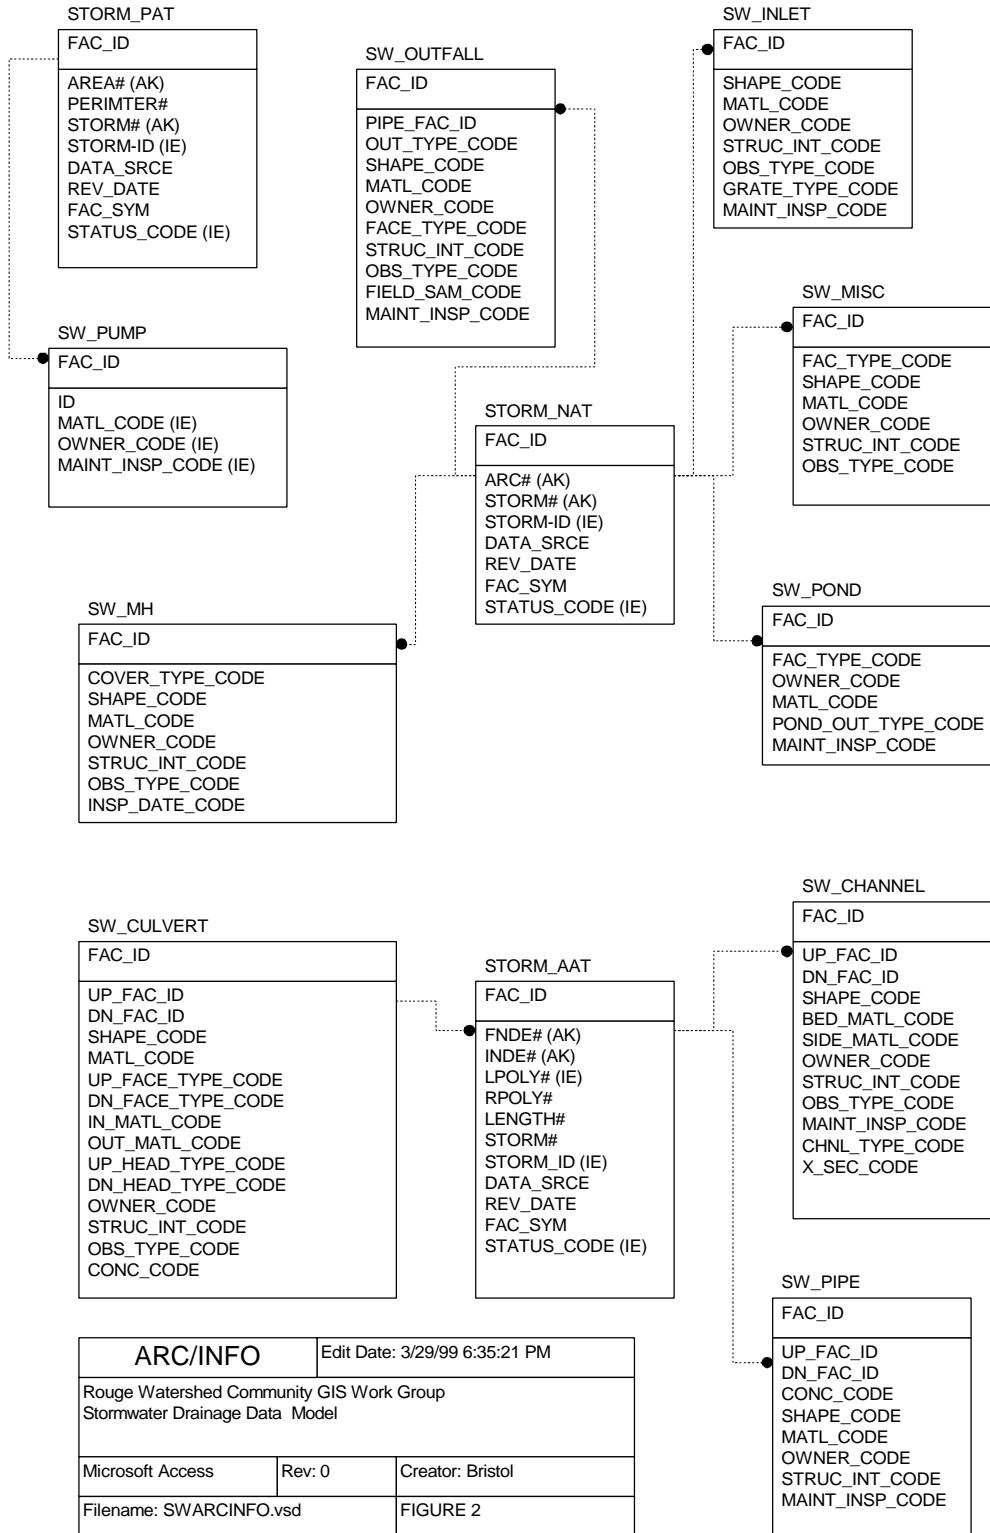 STORM_PAT
FAC_ID
AREA# (AK)
PERIMTER#
STORM# (AK)
STORM-ID (IE)
DATA_SRCE
REV_DATE
FAC_SYM
STATUS_CODE (IE)
SW_OUTFALL
FAC_ID
PIPE_FAC_ID
OUT_TYPE_CODE
SHAPE_CODE
MATL_CODE
OWNER_CODE
FACE_TYPE_CODE
STRUC_INT_CODE
OBS_TYPE_CODE
FIELD_SAM_CODE
MAINT_INSP_CODE
SW_INLET
FAC_ID
SHAPE_CODE
MATL_CODE
OWNER_CODE
STRUC_INT_CODE
OBS_TYPE_CODE
GRATE_TYPE_CODE
MAINT_INSP_CODE
SW_PUMP
FAC_ID
ID
MATL_CODE (IE)
OWNER_CODE (IE)
MAINT_INSP_CODE (IE)
SW_MISC
FAC_ID
FAC_TYPE_CODE
SHAPE_CODE
MATL_CODE
OWNER_CODE
STRUC_INT_CODE
OBS_TYPE_CODE
STORM_NAT
FAC_ID
ARC# (AK)
STORM# (AK)
STORM-ID (IE)
DATA_SRCE
REV_DATE
FAC_SYM
STATUS_CODE (IE)
SW_MH
FAC_ID
COVER_TYPE_CODE
SHAPE_CODE
MATL_CODE
OWNER_CODE
STRUC_INT_CODE
OBS_TYPE_CODE
INSP_DATE_CODE
SW_POND
FAC_ID
FAC_TYPE_CODE
OWNER_CODE
MATL_CODE
POND_OUT_TYPE_CODE
MAINT_INSP_CODE
SW_CULVERT
FAC_ID
UP_FAC_ID
DN_FAC_ID
SHAPE_CODE
MATL_CODE
UP_FACE_TYPE_CODE
DN_FACE_TYPE_CODE
IN_MATL_CODE
OUT_MATL_CODE
UP_HEAD_TYPE_CODE
DN_HEAD_TYPE_CODE
OWNER_CODE
STRUC_INT_CODE
OBS_TYPE_CODE
CONC_CODE
STORM_AAT
FAC_ID
FNDE# (AK)
INDE# (AK)
LPOLY# (IE)
RPOLY#
LENGTH#
STORM#
STORM_ID (IE)
DATA_SRCE
REV_DATE
FAC_SYM
STATUS_CODE (IE)
SW_CHANNEL
FAC_ID
UP_FAC_ID
DN_FAC_ID
SHAPE_CODE
BED_MATL_CODE
SIDE_MATL_CODE
OWNER_CODE
STRUC_INT_CODE
OBS_TYPE_CODE
MAINT_INSP_CODE
CHNL_TYPE_CODE
X_SEC_CODE
SW_PIPE
FAC_ID
UP_FAC_ID
DN_FAC_ID
CONC_CODE
SHAPE_CODE
MATL_CODE
OWNER_CODE
STRUC_INT_CODE
MAINT_INSP_CODE
ARC/INFO
Edit Date: 3/29/99 6:35:21 PM
Rouge Watershed Community GIS Work Group
Stormwater Drainage Data Model
Microsoft Access
Rev: 0
Creator: Bristol
Filename: SWARCINFO.vsd
FIGURE 2